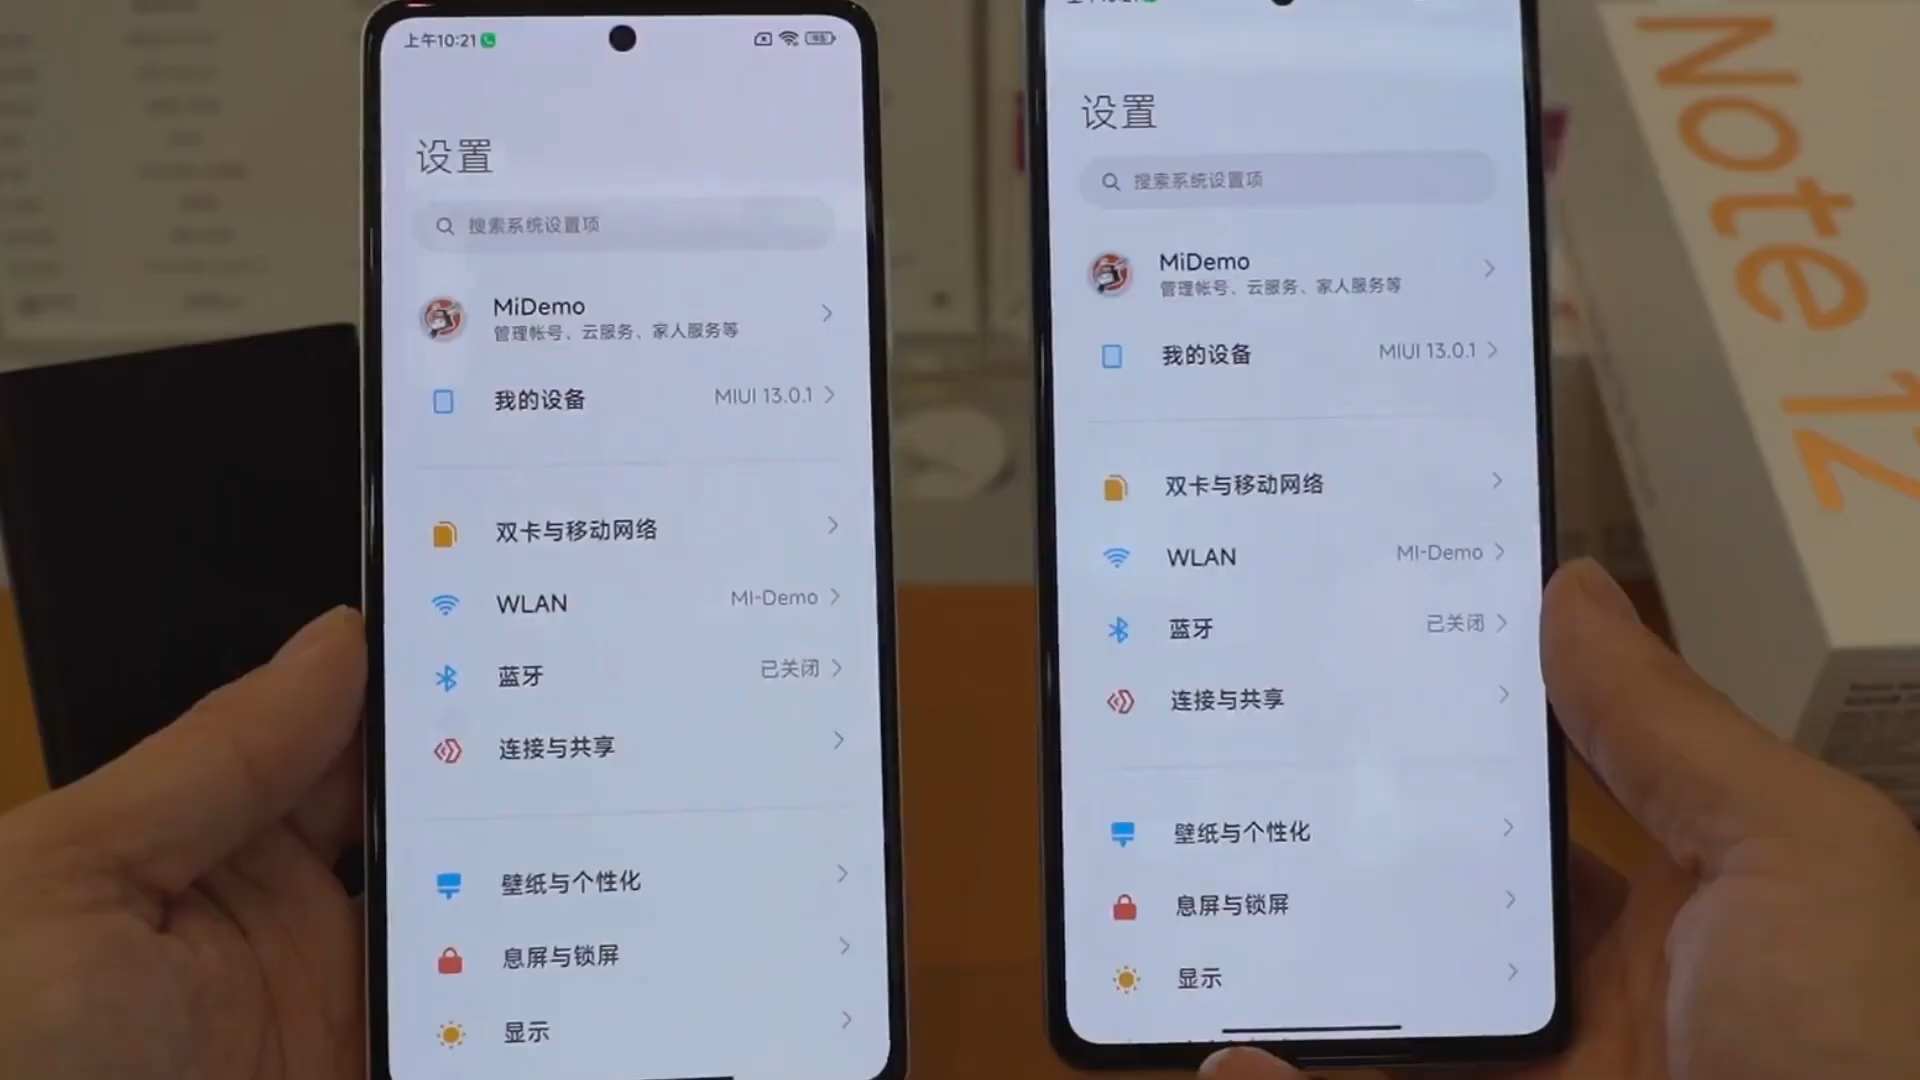 上午10:21
95
设置
搜索系统设置项
MiDemo
管理帐号、云服务、家人服务等
我的设备 MIUI 13.0.1
双卡与移动网络
WLAN MI-Demo
蓝牙 已关闭
连接与共享
壁纸与个性化
息屏与锁屏
显示
设置
搜索系统设置项
MiDemo
管理帐号、云服务、家人服务等
我的设备 MIUI 13.0.1
双卡与移动网络
WLAN MI-Demo
蓝牙 已关闭
连接与共享
壁纸与个性化
息屏与锁屏
显示
Note 12